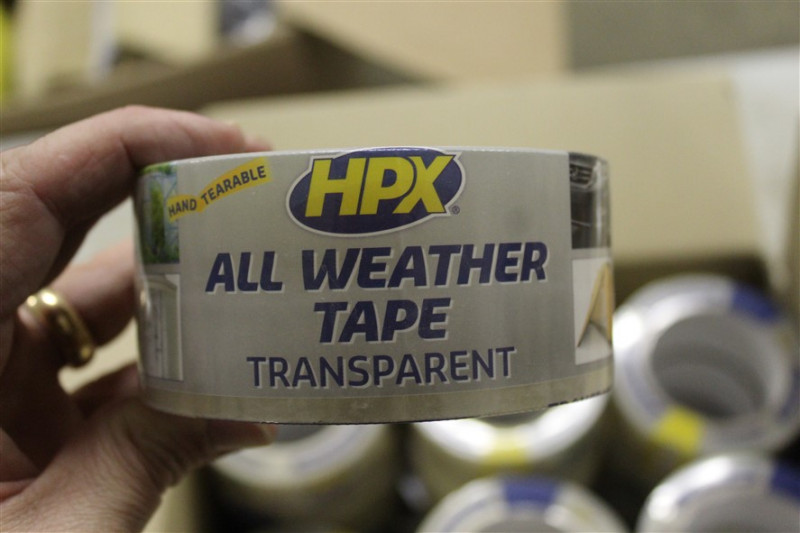 HAND TEARABLE
HPX
ALL WEATHER
TAPE
TRANSPARENT